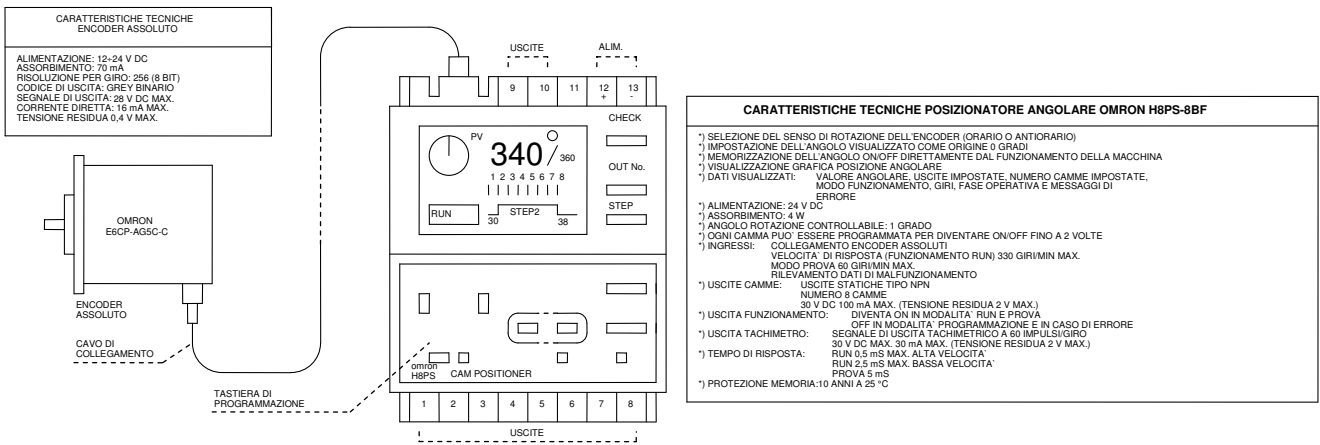 CARATTERISTICHE TECNICHE
ENCODER ASSOLUTO
ALIMENTAZIONE: 12÷24 V DC
ASSORBIMENTO: 70 mA
RISOLUZIONE PER GIRO: 256 (8 BIT)
CODICE DI USCITA: GREY BINARIO
SEGNALE DI USCITA: 28 V DC MAX.
CORRENTE DIRETTA: 16 mA MAX.
TENSIONE RESIDUA 0,4 V MAX.
OMRON
E6CP-AG5C-C
ENCODER
ASSOLUTO
CAVO DI
COLLEGAMENTO
TASTIERA DI
PROGRAMMAZIONE
USCITE
ALIM.
9 10 11 12 13
+ -
CHECK
PV
340
/ 360
OUT No.
1 2 3 4 5 6 7 8
STEP
RUN
STEP2
30 38
omron
H8PS
CAM POSITIONER
1 2 3 4 5 6 7 8
USCITE
CARATTERISTICHE TECNICHE POSIZIONATORE ANGOLARE OMRON H8PS-8BF
*) SELEZIONE DEL SENSO DI ROTAZIONE DELL'ENCODER (ORARIO O ANTIORARIO)
*) IMPOSTAZIONE DELL'ANGOLO VISUALIZZATO COME ORIGINE 0 GRADI
*) MEMORIZZAZIONE DELL'ANGOLO ON/OFF DIRETTAMENTE DAL FUNZIONAMENTO DELLA MACCHINA
*) VISUALIZZAZIONE GRAFICA POSIZIONE ANGOLARE
*) DATI VISUALIZZATI: VALORE ANGOLARE, USCITE IMPOSTATE, NUMERO CAMME IMPOSTATE,
MODO FUNZIONAMENTO, GIRI, FASE OPERATIVA E MESSAGGI DI
ERRORE
*) ALIMENTAZIONE: 24 V DC
*) ASSORBIMENTO: 4 W
*) ANGOLO ROTAZIONE CONTROLLABILE: 1 GRADO
*) OGNI CAMMA PUO` ESSERE PROGRAMMATA PER DIVENTARE ON/OFF FINO A 2 VOLTE
*) INGRESSI: COLLEGAMENTO ENCODER ASSOLUTI
VELOCITA` DI RISPOSTA (FUNZIONAMENTO RUN) 330 GIRI/MIN MAX.
MODO PROVA 60 GIRI/MIN MAX.
RILEVAMENTO DATI DI MALFUNZIONAMENTO
*) USCITE CAMME: USCITE STATICHE TIPO NPN
NUMERO 8 CAMME
30 V DC 100 mA MAX. (TENSIONE RESIDUA 2 V MAX.)
*) USCITA FUNZIONAMENTO: DIVENTA ON IN MODALITA` RUN E PROVA
OFF IN MODALITA` PROGRAMMAZIONE E IN CASO DI ERRORE
*) USCITA TACHIMETRO: SEGNALE DI USCITA TACHIMETRICO A 60 IMPULSI/GIRO
30 V DC MAX. 30 mA MAX. (TENSIONE RESIDUA 2 V MAX.)
*) TEMPO DI RISPOSTA: RUN 0,5 mS MAX. ALTA VELOCITA`
RUN 2,5 mS MAX. BASSA VELOCITA`
PROVA 5 mS
*) PROTEZIONE MEMORIA:10 ANNI A 25 °C